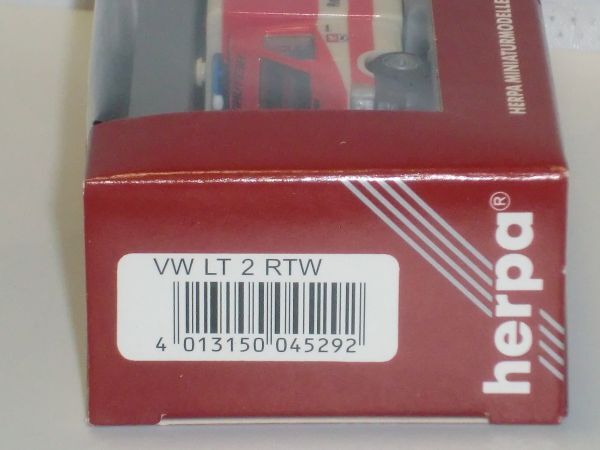 HERPA MINIATURMODELLE
VW LT 2 RTW
4 013150 045292
herpa®